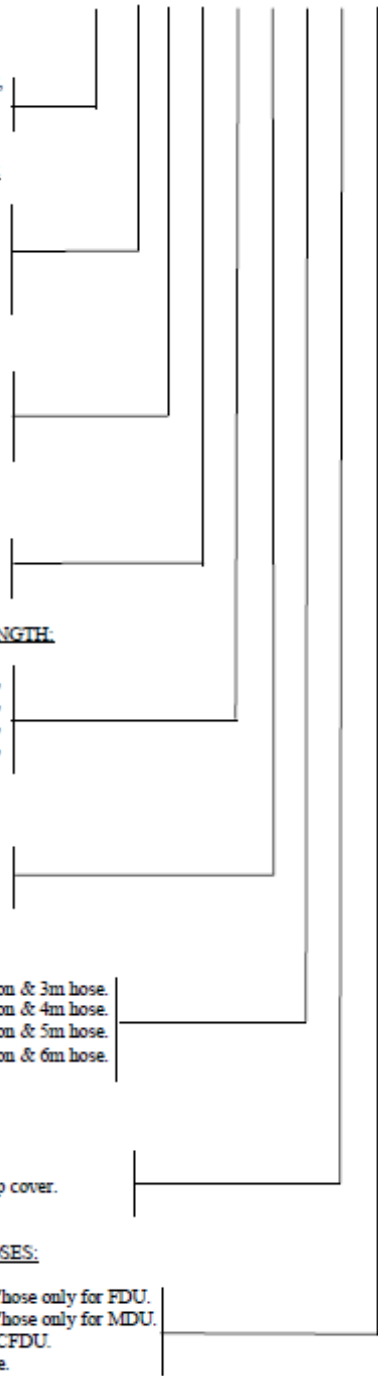 NGTH:
on & 3m hose.
on & 4m hose.
on & 5m hose.
on & 6m hose.
p cover.
SES:
hose only for FDU.
hose only for MDU.
CFDU.
e.